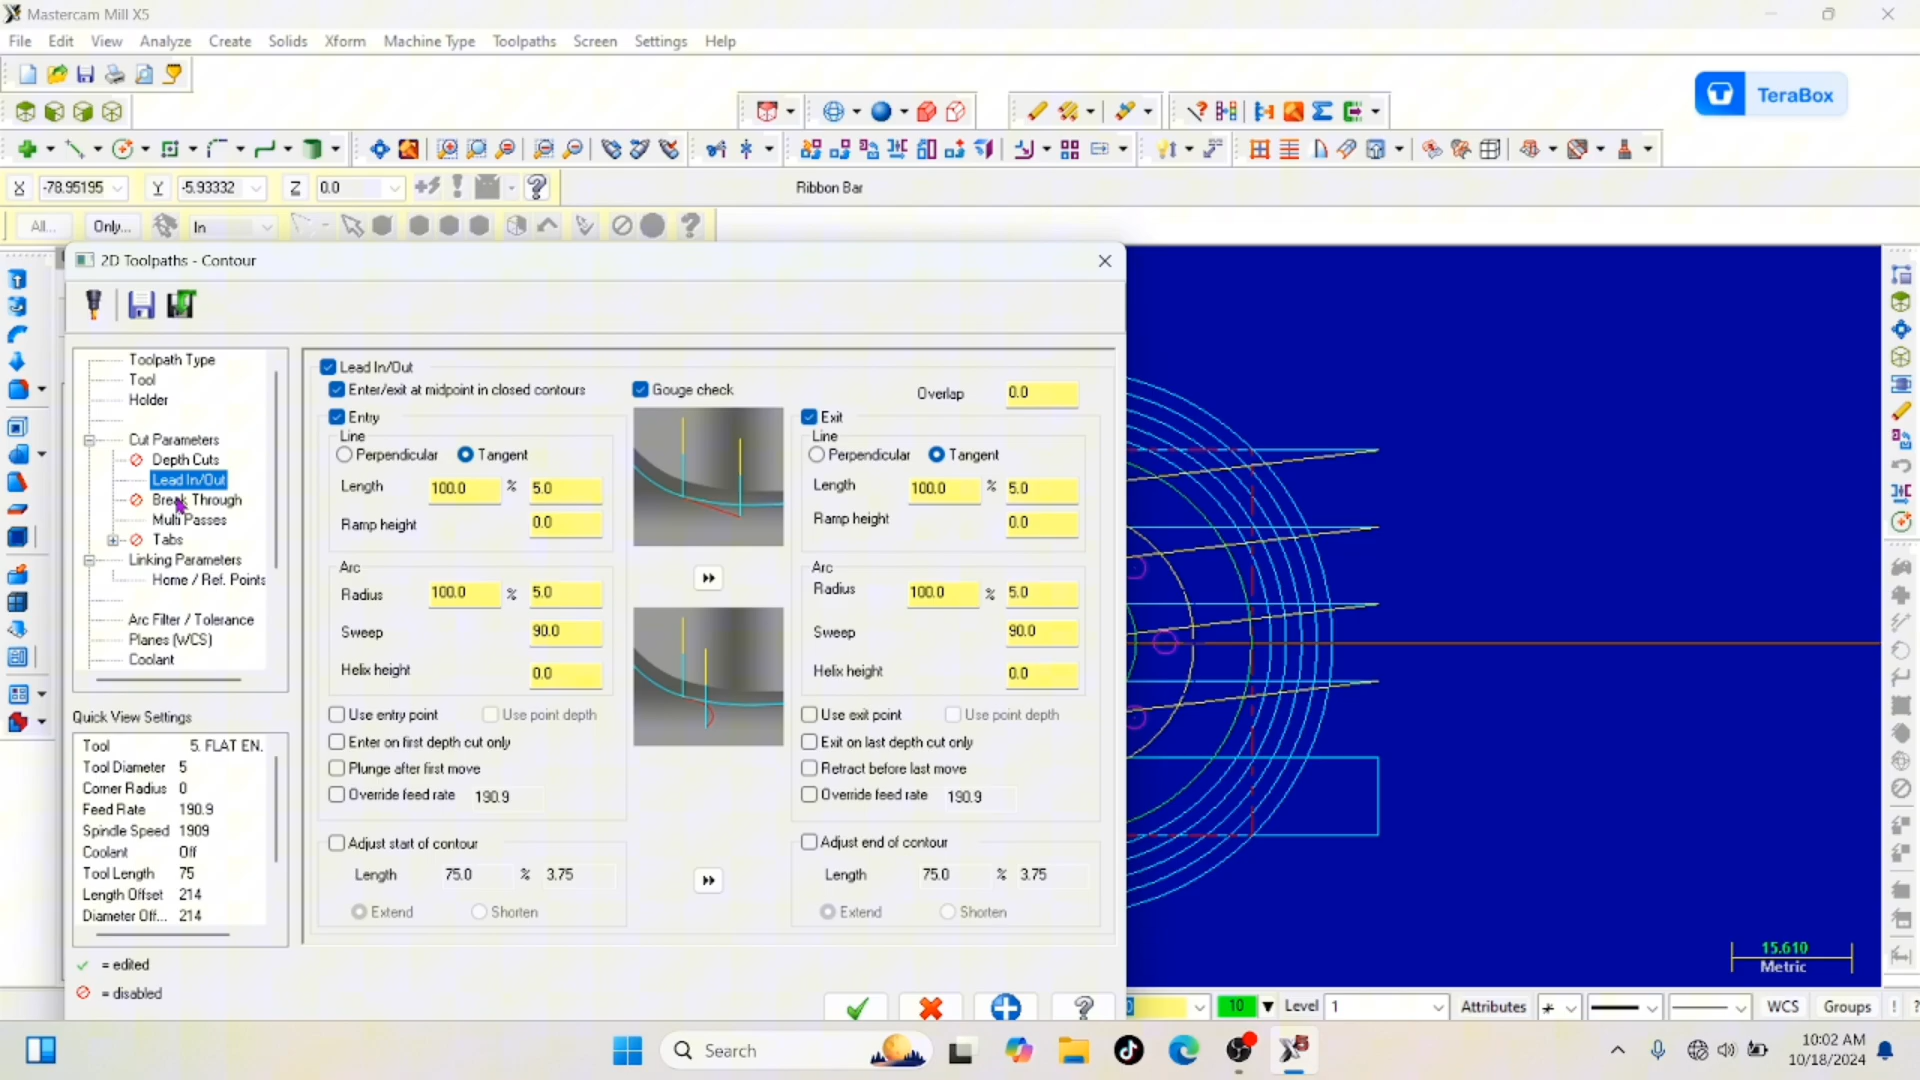 Mastercam Mill X5
File Edit View Analyze Create Solids Xform Machine Type Toolpaths Screen Settings Help
TeraBox
X -78.95195 Y -5.93332 Z 0.0 Ribbon Bar
All... Only... In
2D Toolpaths - Contour
Toolpath Type
Tool
Holder
Cut Parameters
Depth Cuts
Lead In/Out
Break Through
Multi Passes
Tabs
Linking Parameters
Home / Ref. Points
Arc Filter / Tolerance
Planes (WCS)
Coolant
Quick View Settings
Tool 5. FLAT EN.
Tool Diameter 5
Corner Radius 0
Feed Rate 190.9
Spindle Speed 1909
Coolant Off
Tool Length 75
Length Offset 214
Diameter Off... 214
= edited
= disabled
Lead In/Out
Enter/exit at midpoint in closed contours Gouge check Overlap 0.0
Entry
Line
Perpendicular Tangent
Length 100.0 % 5.0
Ramp height 0.0
Arc
Radius 100.0 % 5.0
Sweep 90.0
Helix height 0.0
Use entry point Use point depth
Enter on first depth cut only
Plunge after first move
Override feed rate 190.9
Adjust start of contour
Length 75.0 % 3.75
Extend Shorten
Exit
Line
Perpendicular Tangent
Length 100.0 % 5.0
Ramp height 0.0
Arc
Radius 100.0 % 5.0
Sweep 90.0
Helix height 0.0
Use exit point Use point depth
Exit on last depth cut only
Retract before last move
Override feed rate 190.9
Adjust end of contour
Length 75.0 % 3.75
Extend Shorten
15.610
Metric
10 Level 1 Attributes WCS Groups
Search
10:02 AM
10/18/2024